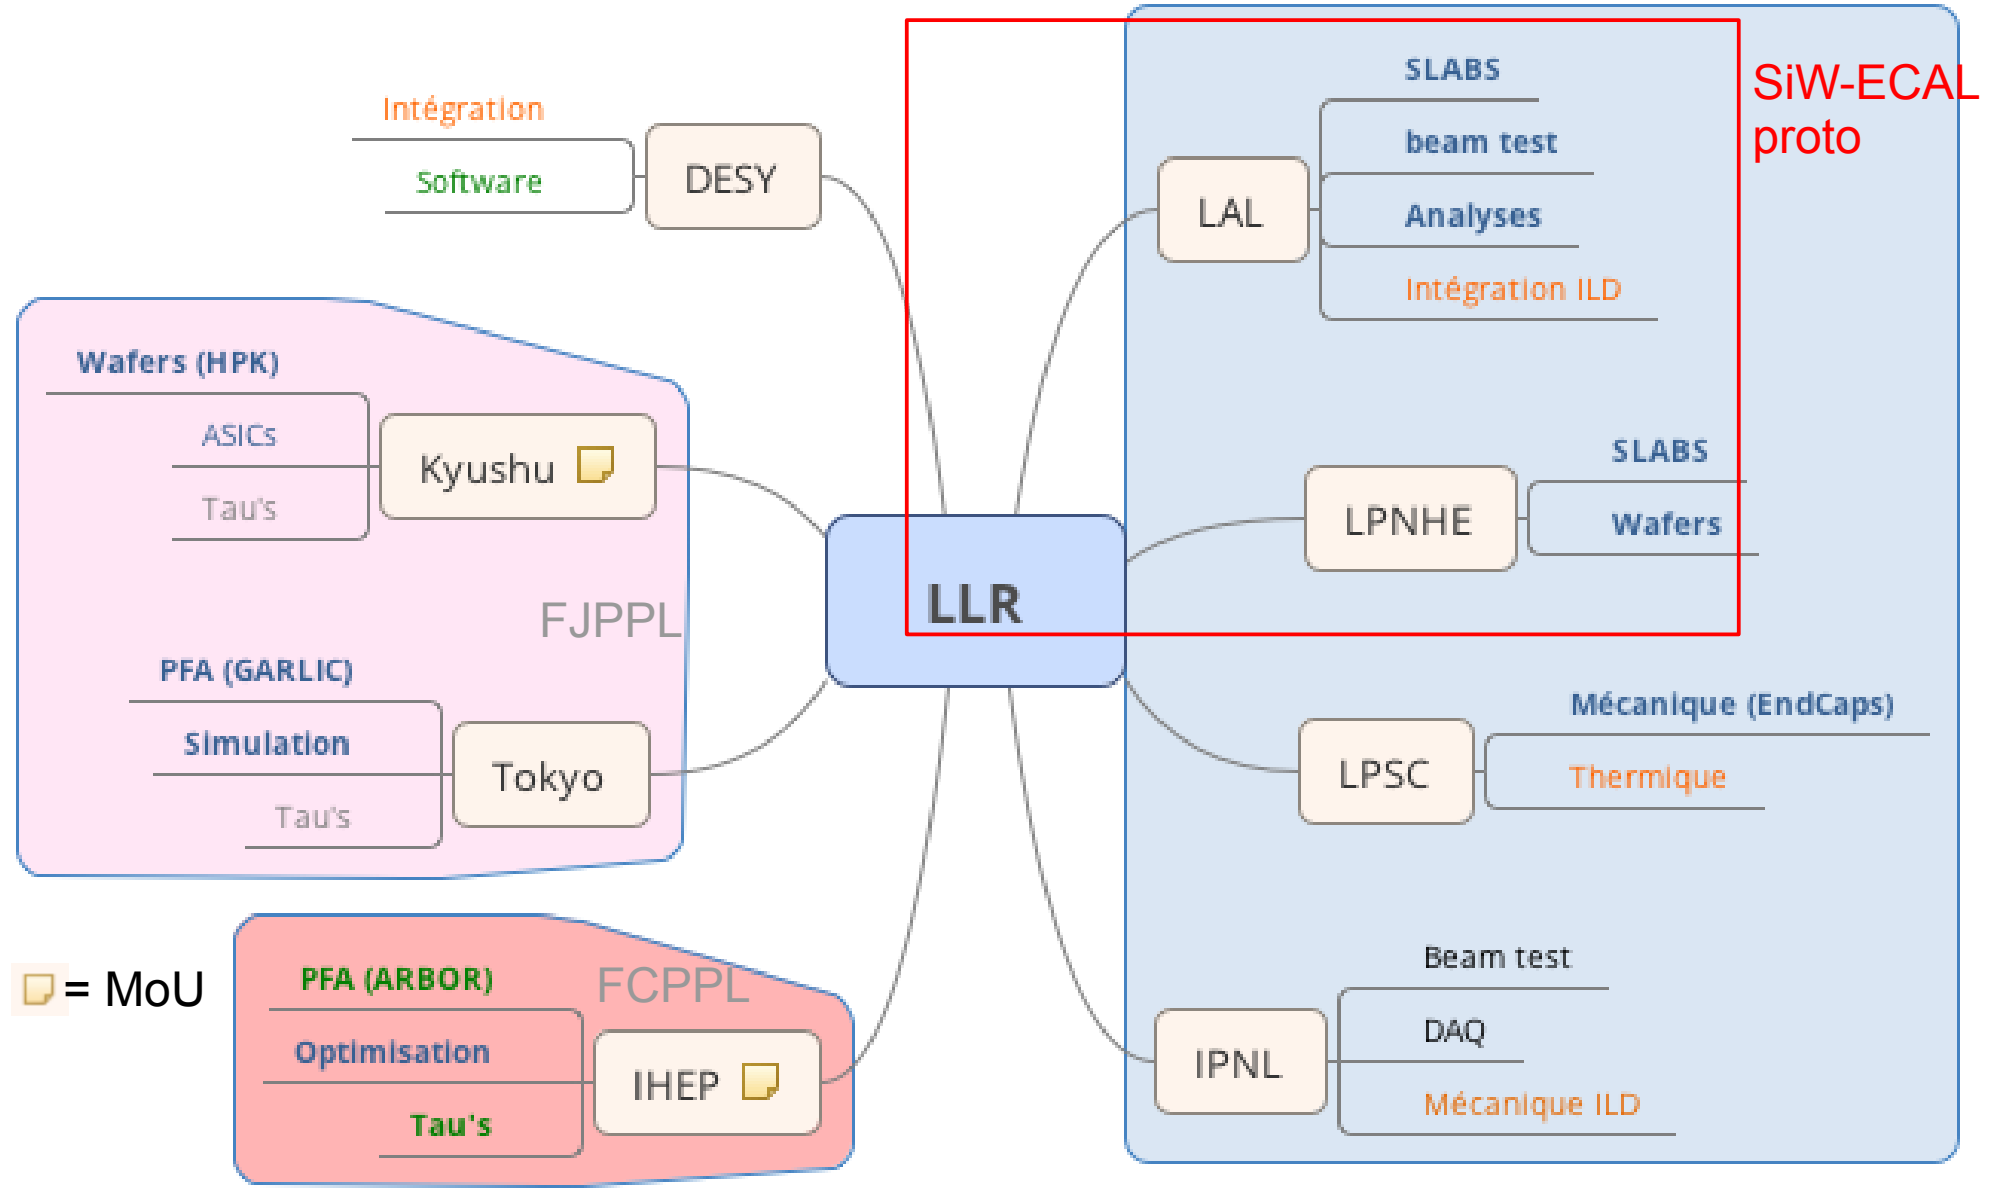 SLABS
SiW-ECAL
proto
Intégration
beam test
Software
DESY
LAL
Analyses
Intégration ILD
Wafers (HPK)
ASICs
Kyushu
Tau's
SLABS
LPNHE
Wafers
FJPPL
LLR
PFA (GARLIC)
Simulation
Tokyo
Tau's
Mécanique (EndCaps)
LPSC
Thermique
= MoU
PFA (ARBOR)
FCPPL
Optimisation
IHEP
Tau's
Beam test
DAQ
IPNL
Mécanique ILD